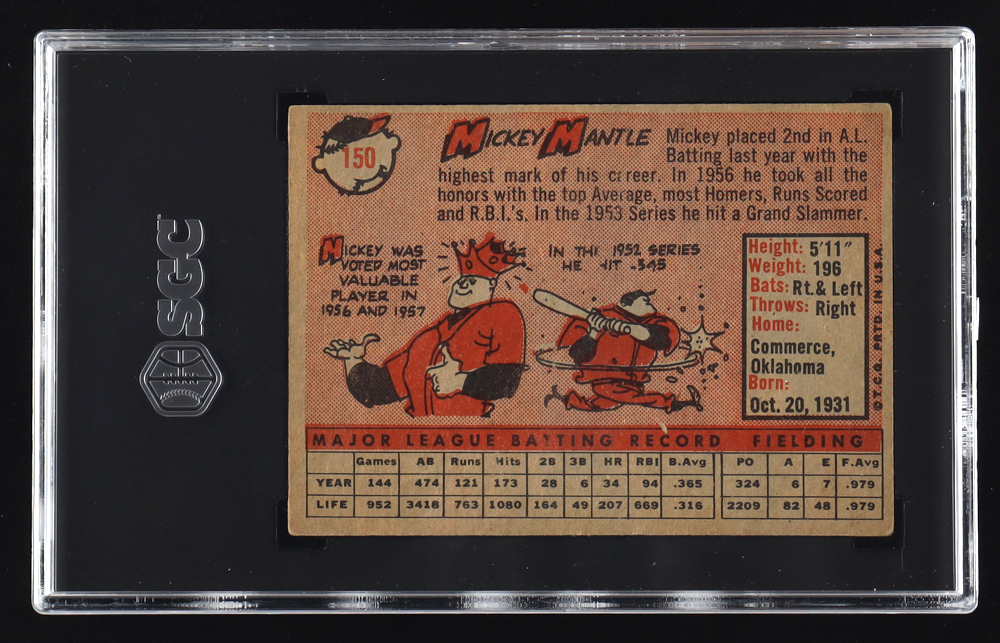 SGC
150
MICKEY MANTLE
Mickey placed 2nd in A.L.
Batting last year with the
highest mark of his career. In 1956 he took all the
honors with the top Average, most Homers, Runs Scored
and R.B.I.'s. In the 1953 Series he hit a Grand Slammer.
MICKEY WAS
VOTED MOST
VALUABLE
PLAYER IN
1956 AND 1957
IN THE 1952 SERIES
HE HIT .345
Height: 5'11"
Weight: 196
Bats: Rt. & Left
Throws: Right
Home:
Commerce,
Oklahoma
Born:
Oct. 20, 1931
© T.C.G. PRTD. IN U.S.A.
MAJOR LEAGUE BATTING RECORD FIELDING
Games AB Runs Hits 2B 3B HR RBI B.Avg PO A E F.Avg
YEAR 144 474 121 173 28 6 34 94 .365 324 6 7 .979
LIFE 952 3418 763 1080 164 49 207 669 .316 2209 82 48 .979